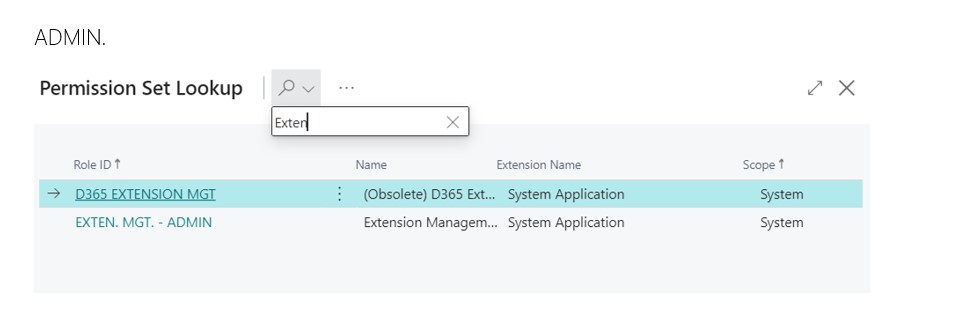 ADMIN.
Permission Set Lookup
Exten
Role ID ↑ Name Extension Name Scope ↑
D365 EXTENSION MGT (Obsolete) D365 Ext... System Application System
EXTEN. MGT. - ADMIN Extension Managem... System Application System